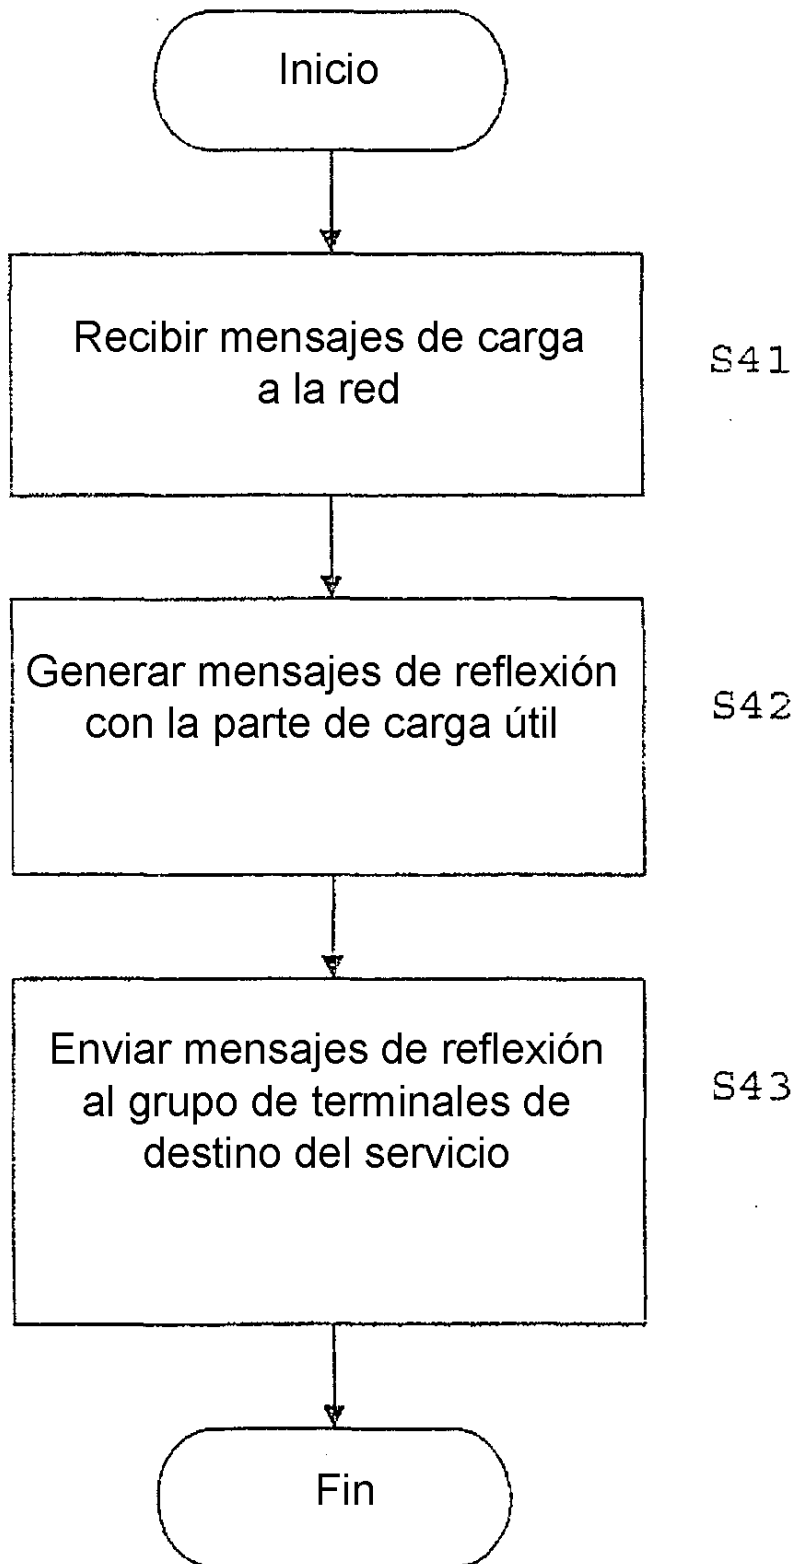 Inicio
Recibir mensajes de carga
a la red
S41
Generar mensajes de reflexión
con la parte de carga útil
S42
Enviar mensajes de reflexión
al grupo de terminales de
destino del servicio
S43
Fin